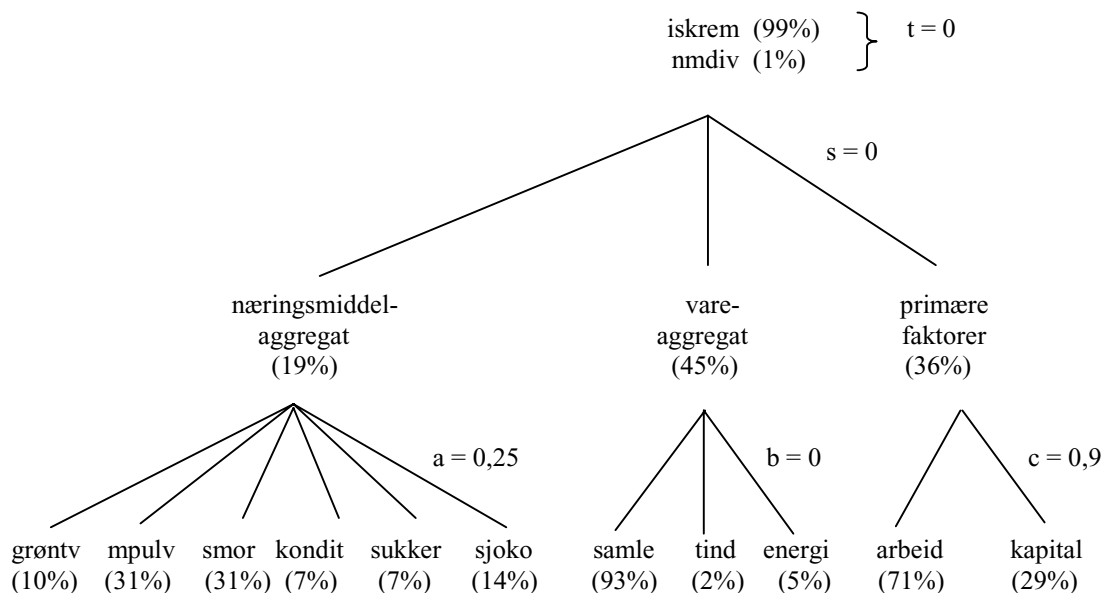 iskrem (99%)
nmdiv (1%)
t = 0
s = 0
nærings­middel-
aggregat
(19%)
vare-
aggregat
(45%)
primære
faktorer
(36%)
a = 0,25
b = 0
c = 0,9
grøntv mpulv smor kondit sukker sjoko samle tind energi arbeid kapital
(10%) (31%) (31%) (7%) (7%) (14%) (93%) (2%) (5%) (71%) (29%)